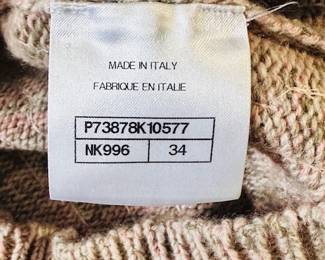 MADE IN ITALY
FABRIQUE EN ITALIE
P73878K10577
NK996 34